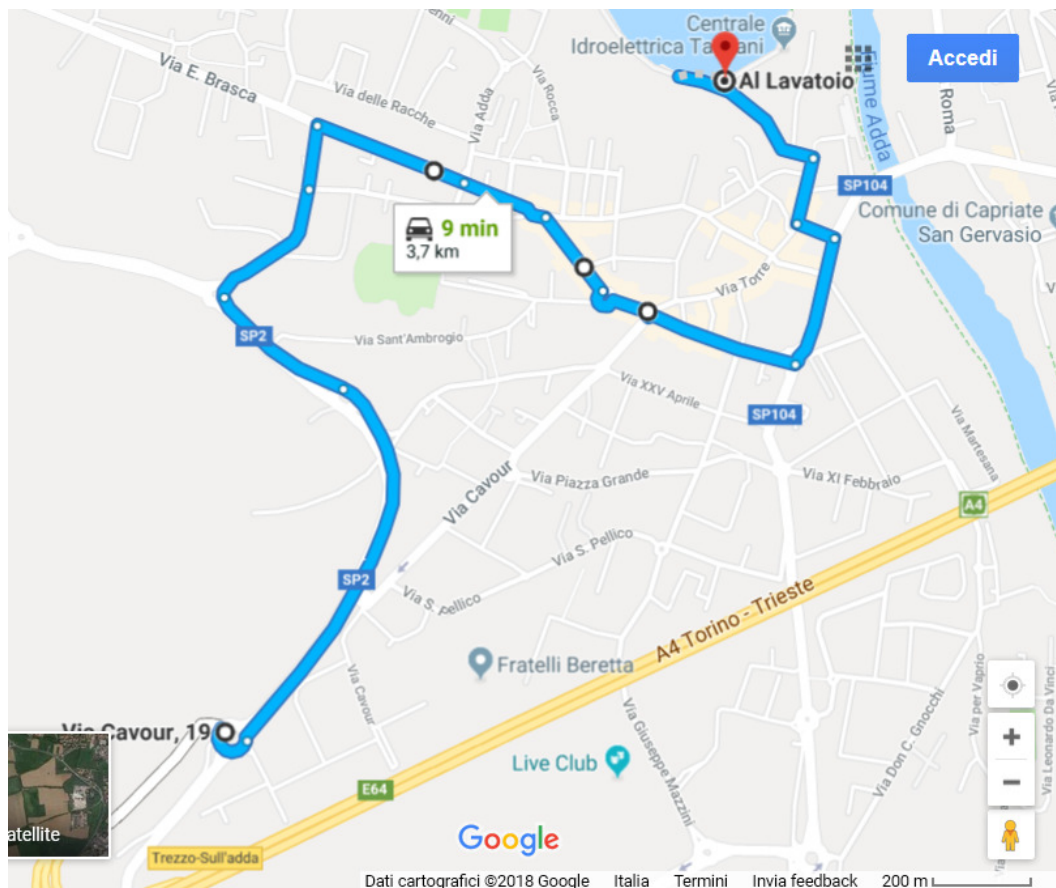 Centrale
Idroelettrica Ta ani
Accedi
Al Lavatoio
Via E. Brasca
Via delle Racche
Via Adda
Via Rocca
Fiume Adda
Roma
SP104
Comune di Capriate
San Gervasio
9 min
3,7 km
Via Torre
SP2
Via Sant'Ambrogio
Via XXV Aprile
SP104
Via Martesana
Via Cavour
Via Piazza Grande
Via XI Febbraio
A4
Via S. Pellico
SP2
Via S. Pellico
A4 Torino - Trieste
Fratelli Beretta
Via Cavour
Via Cavour, 19
Via Giuseppe Mazzini
Via Don C. Gnocchi
Via per Vaprio
Via Leonardo Da Vinci
Live Club
E64
+
−
atellite
Google
Trezzo-Sull'adda
Dati cartografici ©2018 Google Italia Termini Invia feedback 200 m